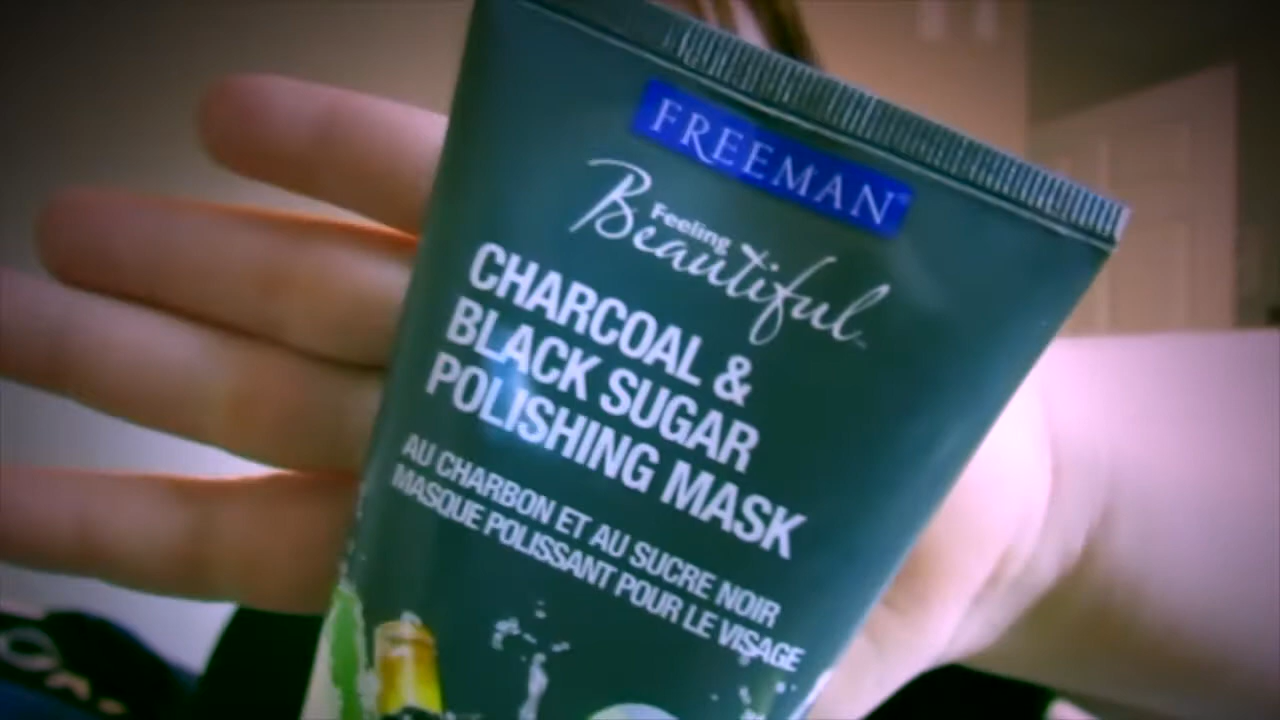 FREEMAN
Feeling
Beautiful
CHARCOAL &
BLACK SUGAR
POLISHING MASK
AU CHARBON ET AU SUCRE NOIR
MASQUE POLISSANT POUR LE VISAGE